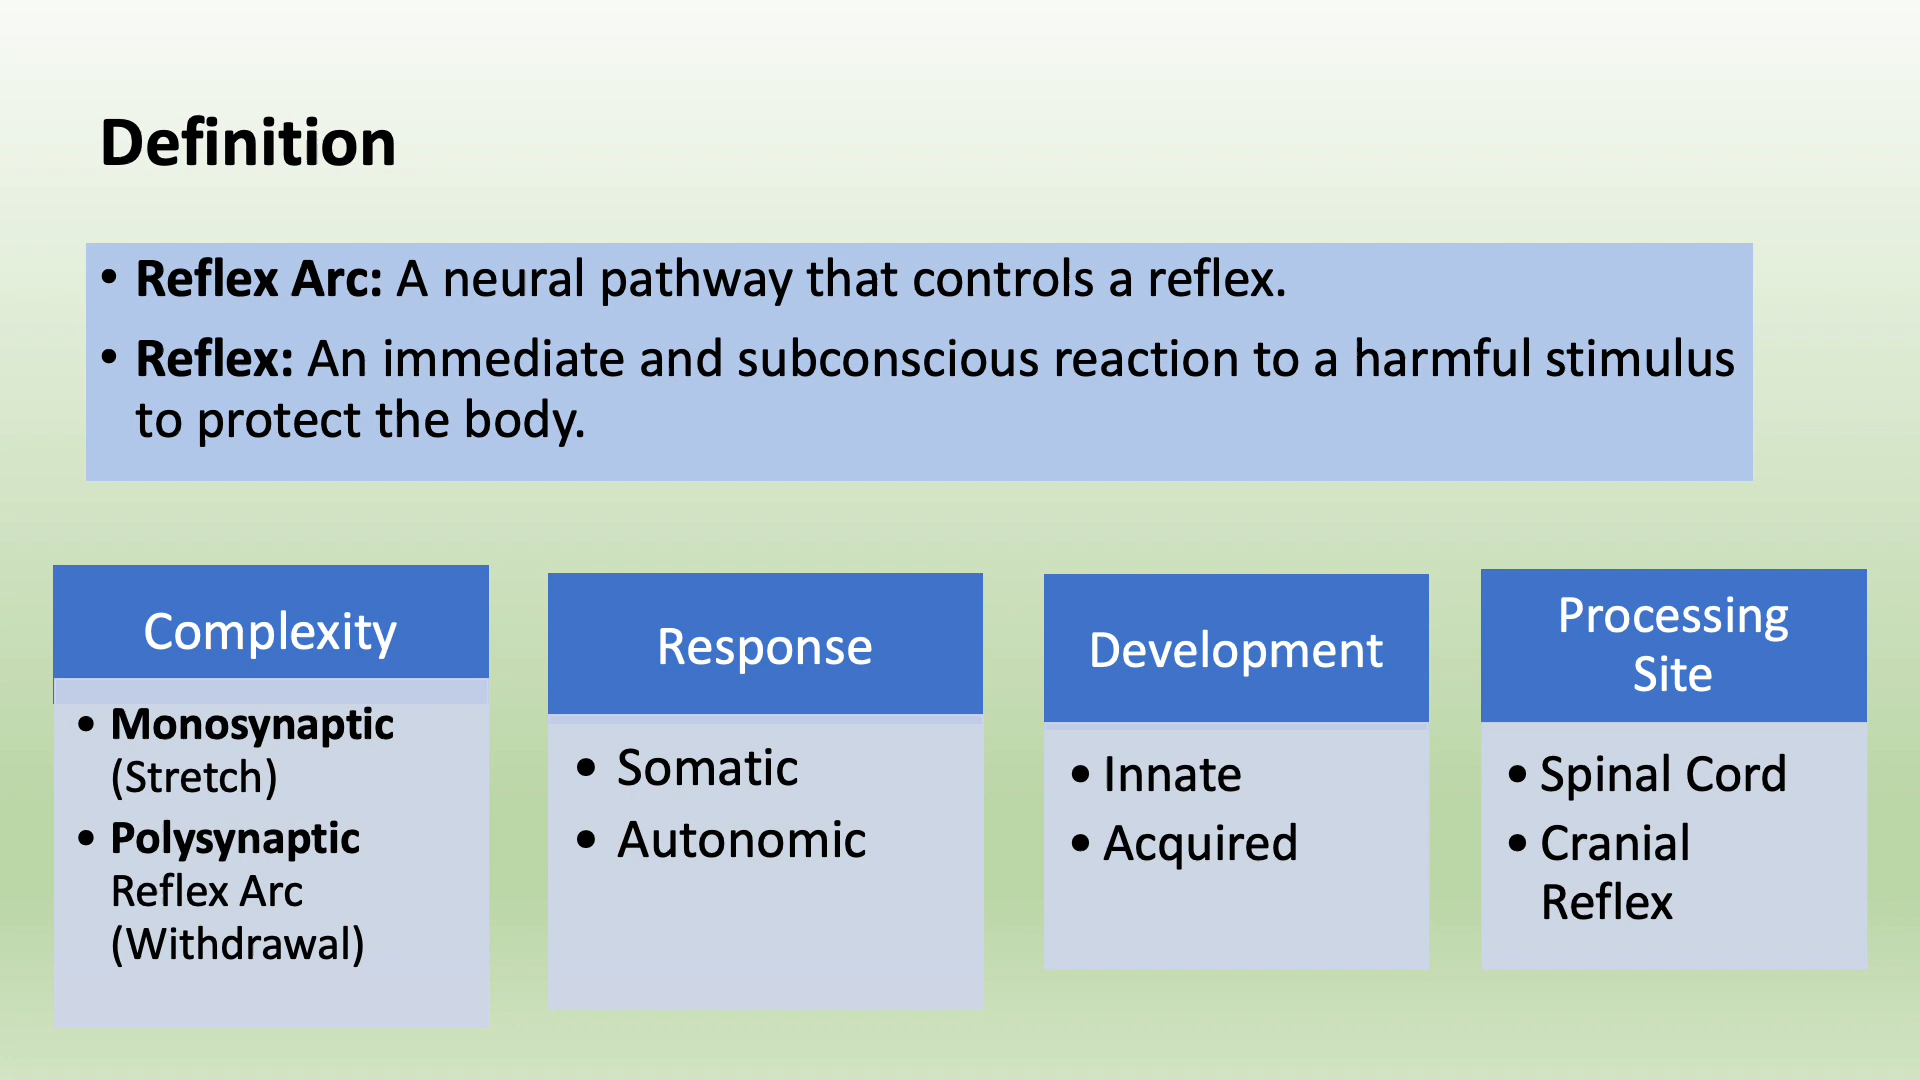 Definition
• Reflex Arc: A neural pathway that controls a reflex.
• Reflex: An immediate and subconscious reaction to a harmful stimulus
to protect the body.
Complexity
• Monosynaptic
(Stretch)
• Polysynaptic
Reflex Arc
(Withdrawal)
Response
• Somatic
• Autonomic
Development
• Innate
• Acquired
Processing
Site
• Spinal Cord
• Cranial
Reflex